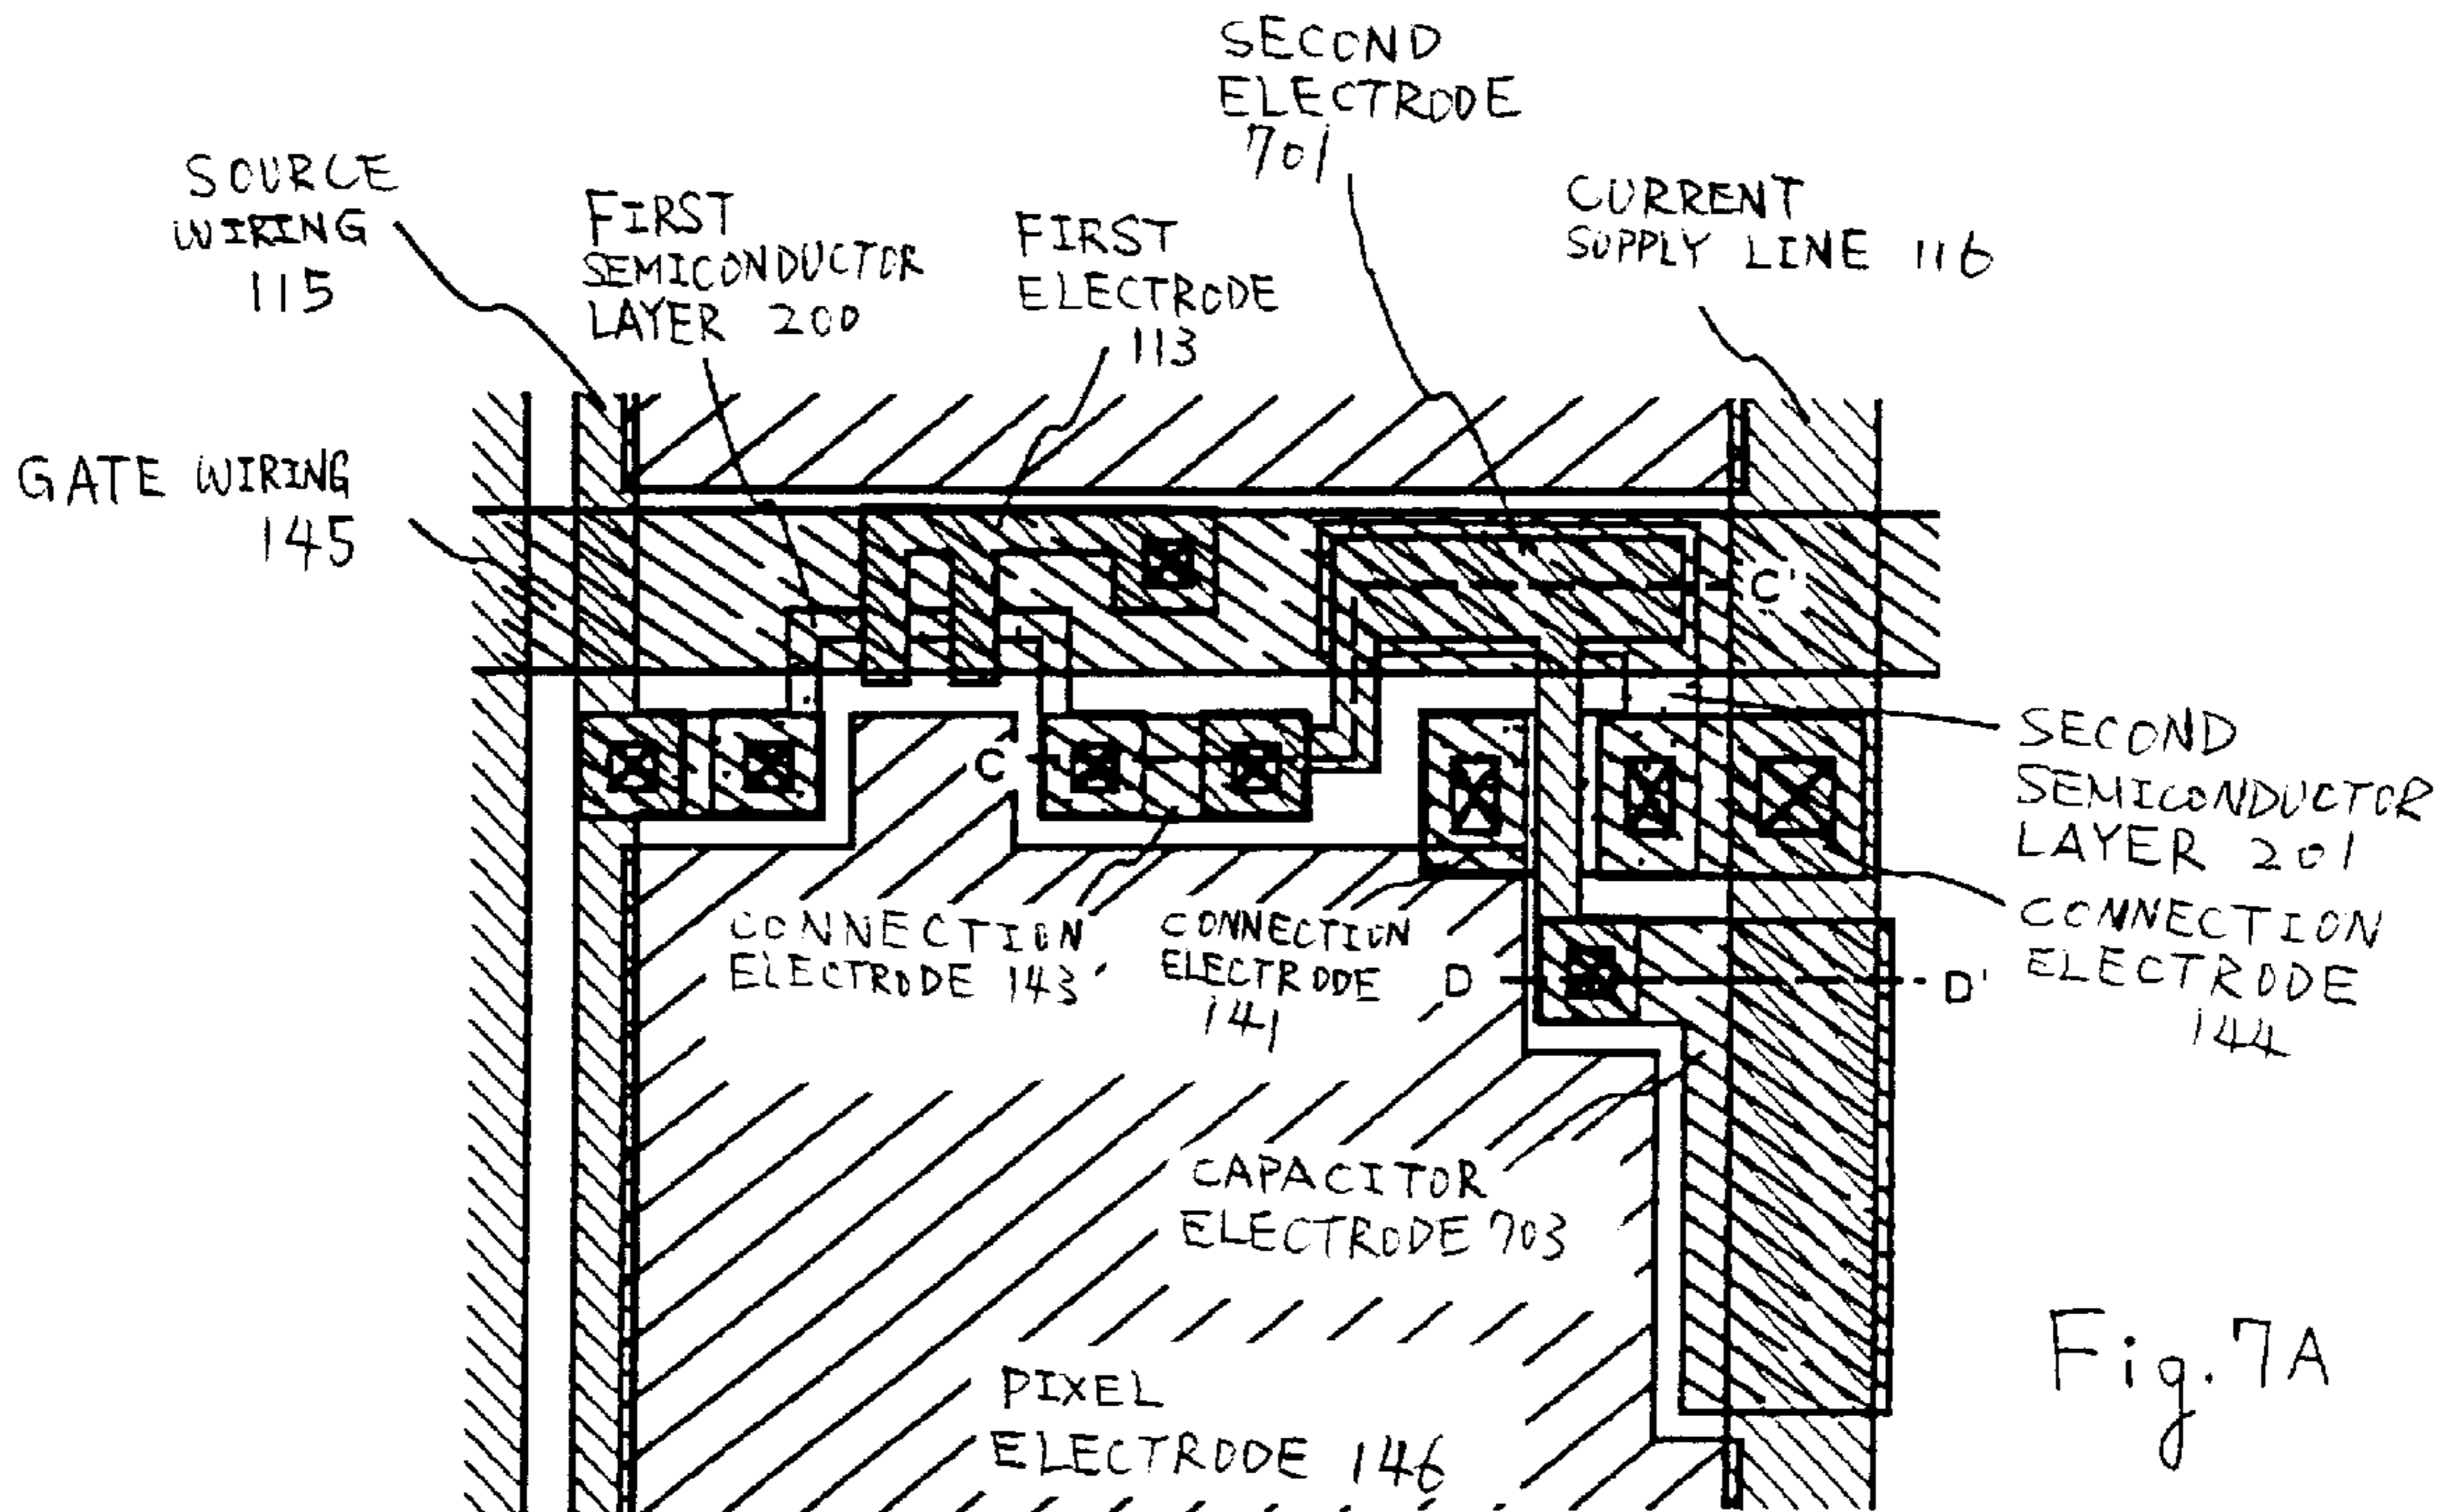 SECOND
ELECTRODE
701
SOURCE
WIRING
115
FIRST
SEMICONDUCTOR
LAYER 200
FIRST
ELECTRODE
113
CURRENT
SUPPLY LINE 116
GATE WIRING
145
C'
C
SECOND
SEMICONDUCTOR
LAYER 201
CONNECTION
ELECTRODE 143
CONNECTION
ELECTRODE
141
D
D'
CONNECTION
ELECTRODE
144
CAPACITOR
ELECTRODE 703
PIXEL
ELECTRODE 146
Fig. 7A